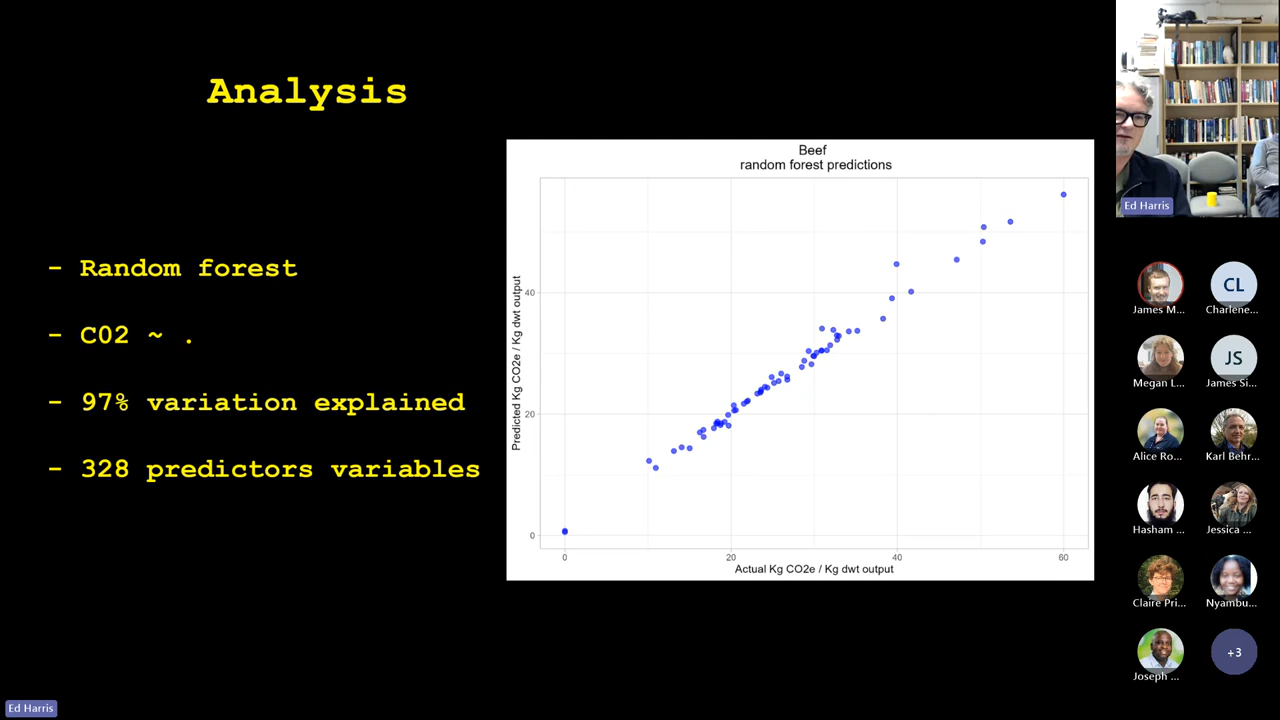 Analysis
- Random forest
- C02 ~ .
- 97% variation explained
- 328 predictors variables
Beef
random forest predictions
Predicted Kg CO2e / Kg dwt output
40
20
0
0
20
40
60
Actual Kg CO2e / Kg dwt output
Ed Harris
James M...
CL
Charlene...
Megan L...
JS
James Si...
Alice Ro...
Karl Behr...
Hasham ...
Jessica ...
Claire Pri...
Nyambu...
Joseph ...
+3
Ed Harris